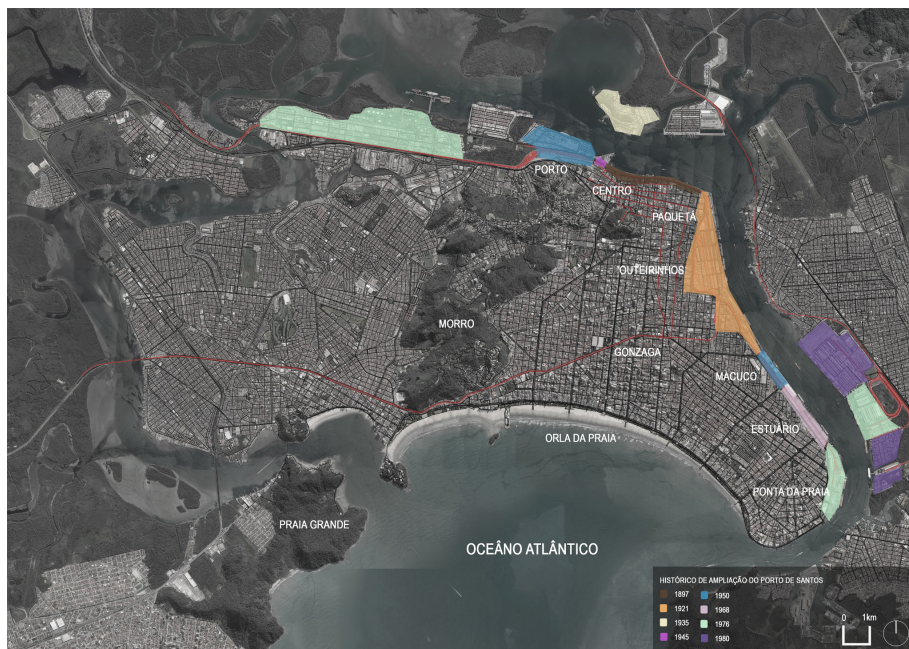 PORTO
CENTRO
PAQUETÁ
OUTEIRINHOS
MORRO
GONZAGA
MACUCO
ESTUÁRIO
ORLA DA PRAIA
PONTA DA PRAIA
PRAIA GRANDE
OCEÂNO ATLÂNTICO
HISTÓRICO DE AMPLIAÇÃO DO PORTO DE SANTOS
1897
1921
1935
1945
1950
1968
1976
1980
0 1km